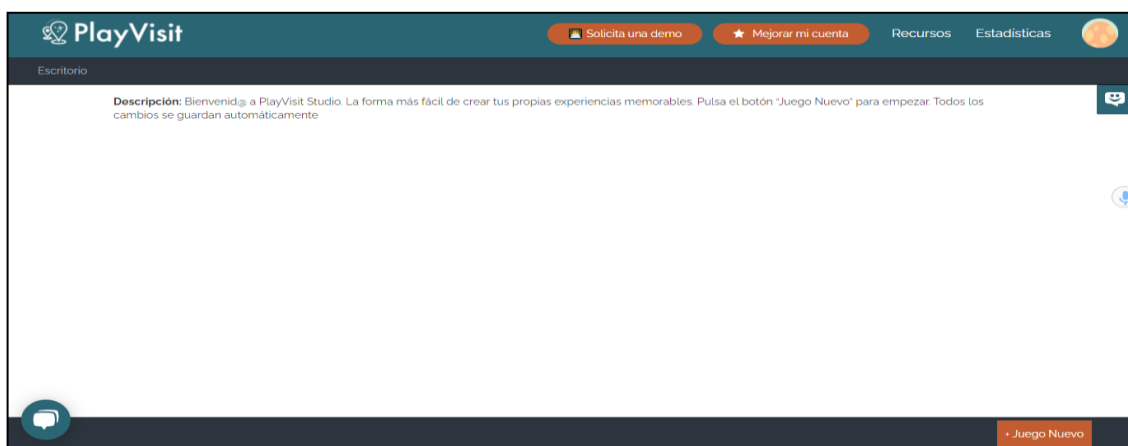 PlayVisit
Solicita una demo
Mejorar mi cuenta
Recursos
Estadísticas
Escritorio
Descripción: Bienvenid@ a PlayVisit Studio. La forma más fácil de crear tus propias experiencias memorables. Pulsa el botón "Juego Nuevo" para empezar. Todos los
cambios se guardan automáticamente
+ Juego Nuevo